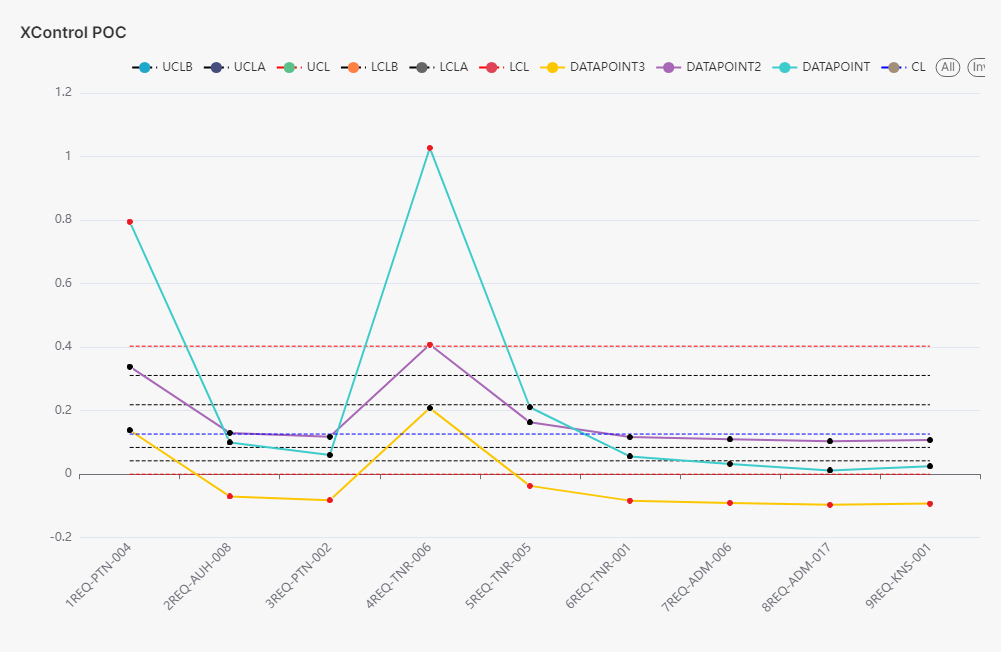 XControl POC
UCLB UCLA UCL LCLB LCLA LCL DATAPOINT3 DATAPOINT2 DATAPOINT CL All
1.2
1
0.8
0.6
0.4
0.2
0
-0.2
1REQ-PTN-004 2REQ-AUH-008 3REQ-PTN-002 4REQ-TNR-006 5REQ-TNR-005 6REQ-TNR-001 7REQ-ADM-006 8REQ-ADM-017 9REQ-KNS-001